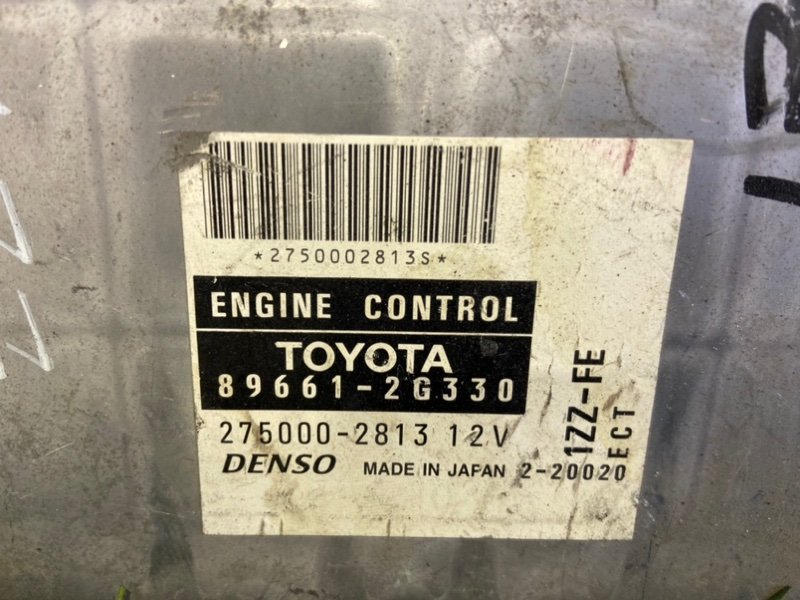 *2750002813S*
ENGINE CONTROL
TOYOTA
89661-2G330
275000-2813 12V
DENSO MADE IN JAPAN 2-20020
1ZZ-FE
ECT